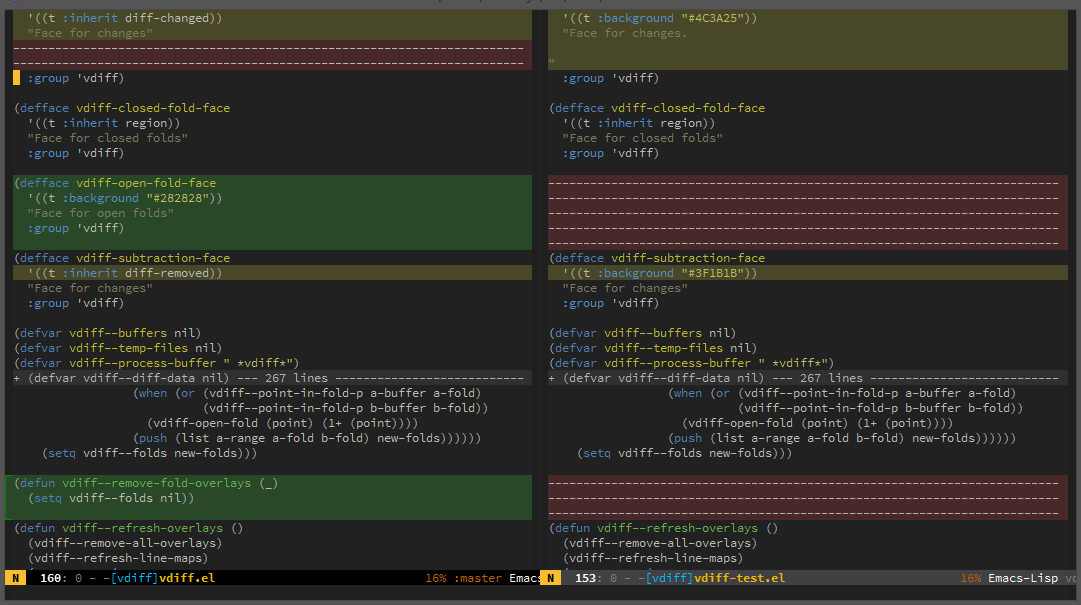 '((t :inherit diff-changed))
"Face for changes"
------------------------------------------------------------------------
------------------------------------------------------------------------
:group 'vdiff)
(defface vdiff-closed-fold-face
'((t :inherit region))
"Face for closed folds"
:group 'vdiff)
(defface vdiff-open-fold-face
'((t :background "#282828"))
"Face for open folds"
:group 'vdiff)
(defface vdiff-subtraction-face
'((t :inherit diff-removed))
"Face for changes"
:group 'vdiff)
(defvar vdiff--buffers nil)
(defvar vdiff--temp-files nil)
(defvar vdiff--process-buffer " *vdiff*")
+ (defvar vdiff--diff-data nil) --- 267 lines ---------------------------
(when (or (vdiff--point-in-fold-p a-buffer a-fold)
(vdiff--point-in-fold-p b-buffer b-fold))
(vdiff-open-fold (point) (1+ (point))))
(push (list a-range a-fold b-fold) new-folds))))))
(setq vdiff--folds new-folds)))
(defun vdiff--remove-fold-overlays (_)
(setq vdiff--folds nil))
(defun vdiff--refresh-overlays ()
(vdiff--remove-all-overlays)
(vdiff--refresh-line-maps)
N 160: 0 - -[vdiff]vdiff.el 16% :master Emacs
'((t :background "#4C3A25"))
"Face for changes.
"
:group 'vdiff)
(defface vdiff-closed-fold-face
'((t :inherit region))
"Face for closed folds"
:group 'vdiff)
------------------------------------------------------------------------
------------------------------------------------------------------------
------------------------------------------------------------------------
------------------------------------------------------------------------
------------------------------------------------------------------------
(defface vdiff-subtraction-face
'((t :background "#3F1B1B"))
"Face for changes"
:group 'vdiff)
(defvar vdiff--buffers nil)
(defvar vdiff--temp-files nil)
(defvar vdiff--process-buffer " *vdiff*")
+ (defvar vdiff--diff-data nil) --- 267 lines ---------------------------
(when (or (vdiff--point-in-fold-p a-buffer a-fold)
(vdiff--point-in-fold-p b-buffer b-fold))
(vdiff-open-fold (point) (1+ (point))))
(push (list a-range a-fold b-fold) new-folds))))))
(setq vdiff--folds new-folds)))
------------------------------------------------------------------------
------------------------------------------------------------------------
------------------------------------------------------------------------
(defun vdiff--refresh-overlays ()
(vdiff--remove-all-overlays)
(vdiff--refresh-line-maps)
N 153: 0 - -[vdiff]vdiff-test.el 16% Emacs-Lisp